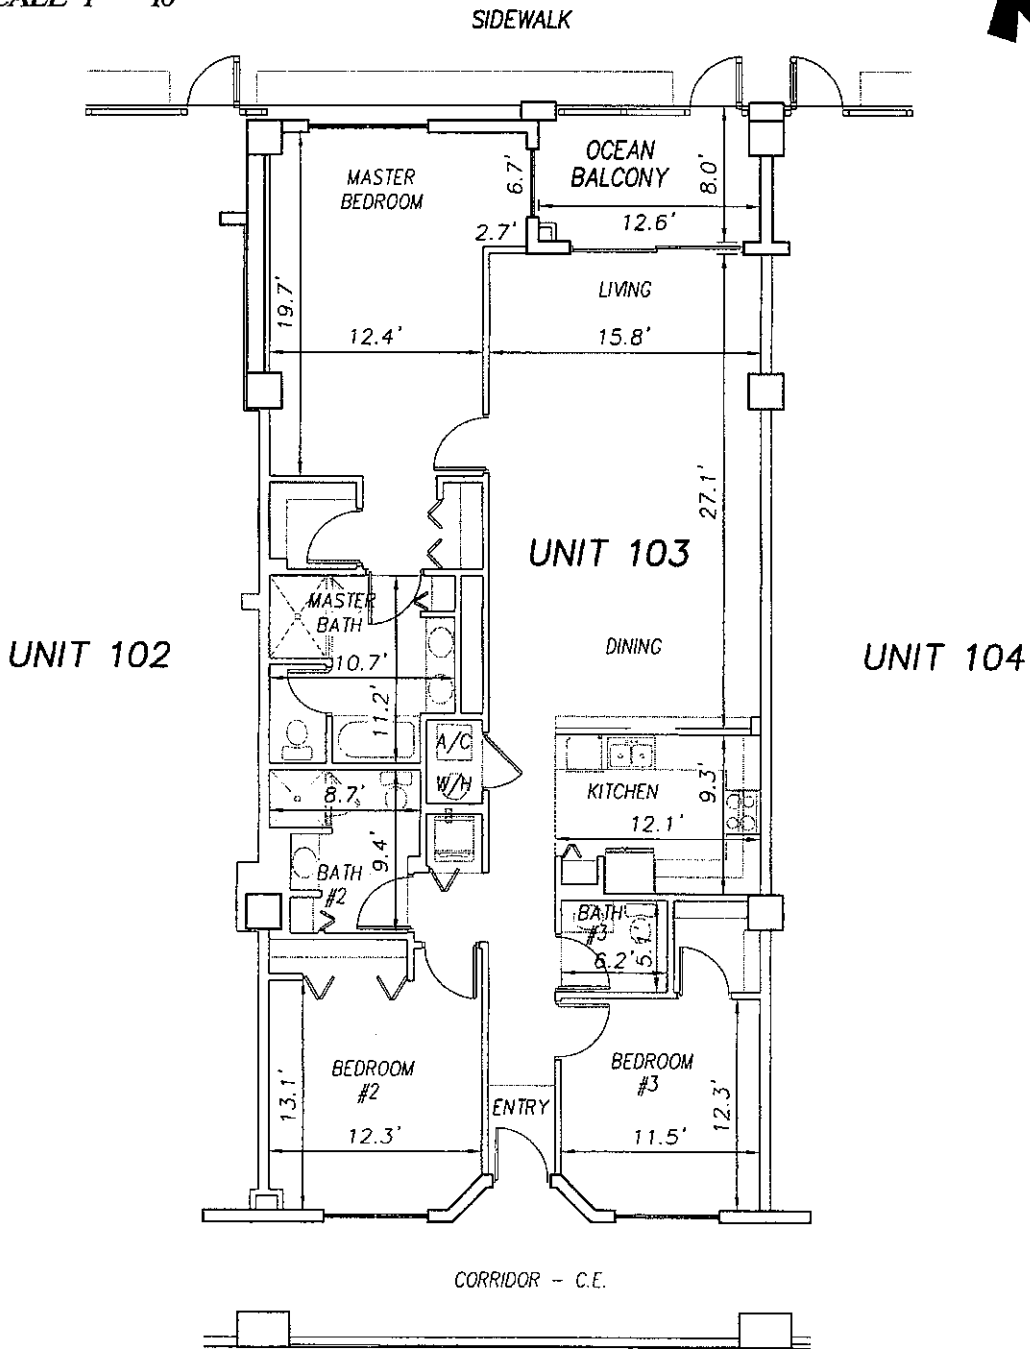 SIDEWALK
OCEAN
BALCONY
8.0'
12.6'
MASTER
BEDROOM
6.7'
2.7'
19.7'
12.4'
LIVING
15.8'
27.1'
UNIT 103
MASTER
BATH
10.7'
11.2'
UNIT 102
DINING
UNIT 104
A/C
W/H
KITCHEN
9.3'
12.1'
8.7'
9.4'
BATH
#2
BATH
#3
6.2'
BEDROOM
#2
13.1'
12.3'
ENTRY
BEDROOM
#3
12.3'
11.5'
CORRIDOR - C.E.